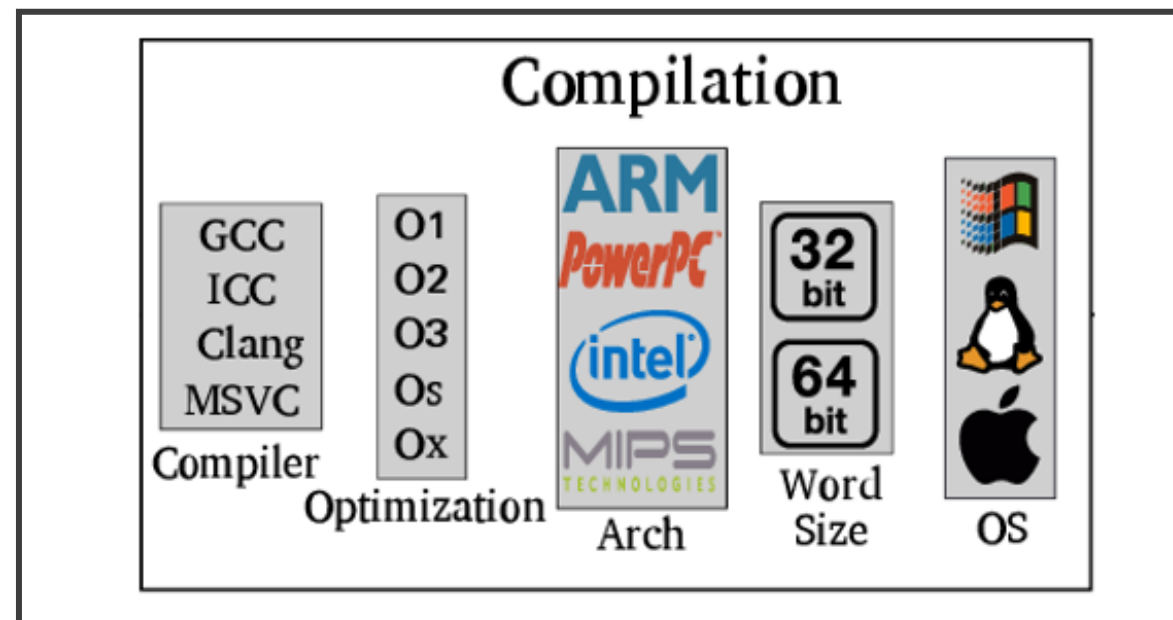 Compilation
GCC
ICC
Clang
MSVC
Compiler
O1
O2
O3
Os
Ox
Optimization
ARM
PowerPC
intel
MIPS
TECHNOLOGIES
Arch
32
bit
64
bit
Word
Size
OS